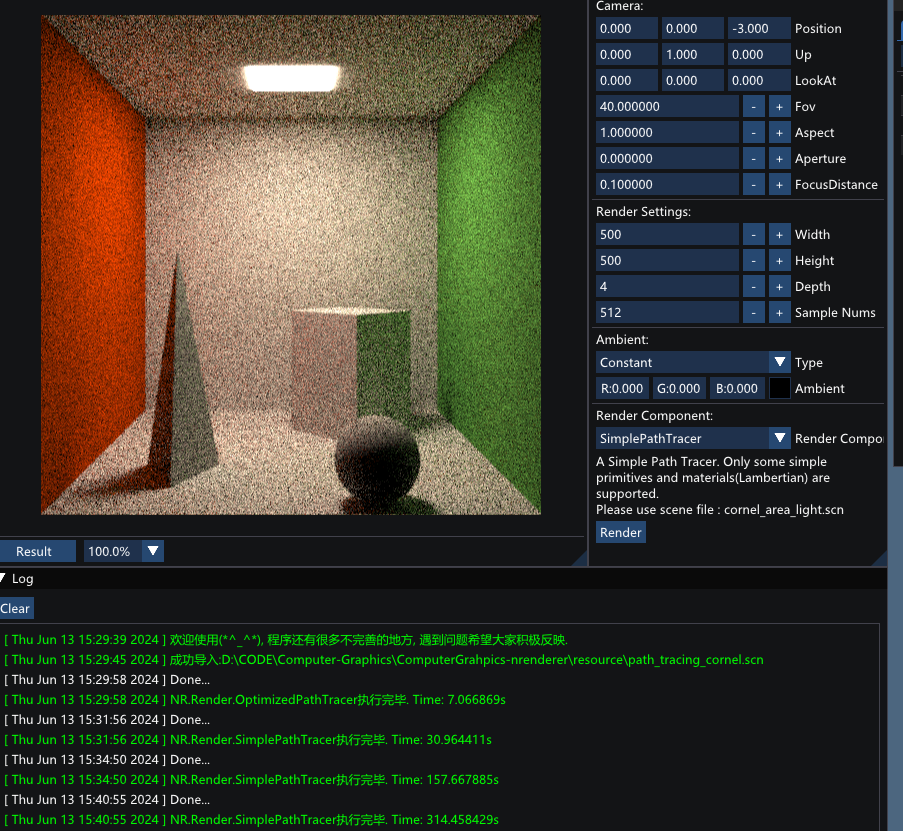 Camera:
0.000 0.000 -3.000 Position
0.000 1.000 0.000 Up
0.000 0.000 0.000 LookAt
40.000000 - + Fov
1.000000 - + Aspect
0.000000 - + Aperture
0.100000 - + FocusDistance
Render Settings:
500 - + Width
500 - + Height
4 - + Depth
512 - + Sample Nums
Ambient:
Constant Type
R:0.000 G:0.000 B:0.000 Ambient
Render Component:
SimplePathTracer Render Compo
A Simple Path Tracer. Only some simple
primitives and materials(Lambertian) are
supported.
Please use scene file : cornel_area_light.scn
Render
Result 100.0%
Log
Clear
[ Thu Jun 13 15:29:39 2024 ] 欢迎使用(*^_^*), 程序还有很多不完善的地方, 遇到问题希望大家积极反映.
[ Thu Jun 13 15:29:45 2024 ] 成功导入:D:\CODE\Computer-Graphics\ComputerGrahpics-nrenderer\resource\path_tracing_cornel.scn
[ Thu Jun 13 15:29:58 2024 ] Done...
[ Thu Jun 13 15:29:58 2024 ] NR.Render.OptimizedPathTracer执行完毕. Time: 7.066869s
[ Thu Jun 13 15:31:56 2024 ] Done...
[ Thu Jun 13 15:31:56 2024 ] NR.Render.SimplePathTracer执行完毕. Time: 30.964411s
[ Thu Jun 13 15:34:50 2024 ] Done...
[ Thu Jun 13 15:34:50 2024 ] NR.Render.SimplePathTracer执行完毕. Time: 157.667885s
[ Thu Jun 13 15:40:55 2024 ] Done...
[ Thu Jun 13 15:40:55 2024 ] NR.Render.SimplePathTracer执行完毕. Time: 314.458429s